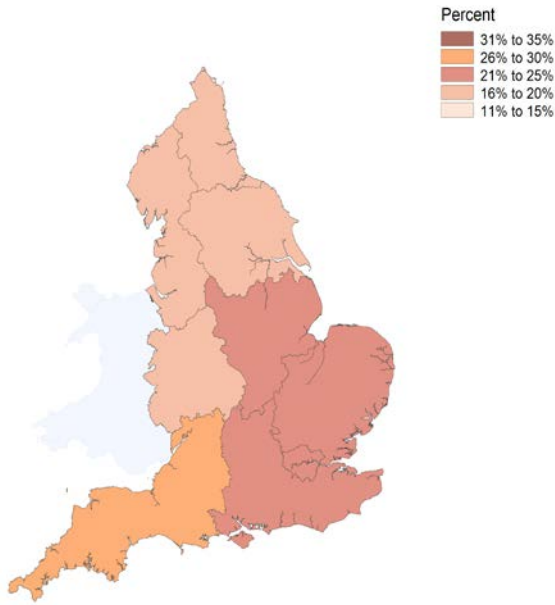 Percent
31% to 35%
26% to 30%
21% to 25%
16% to 20%
11% to 15%